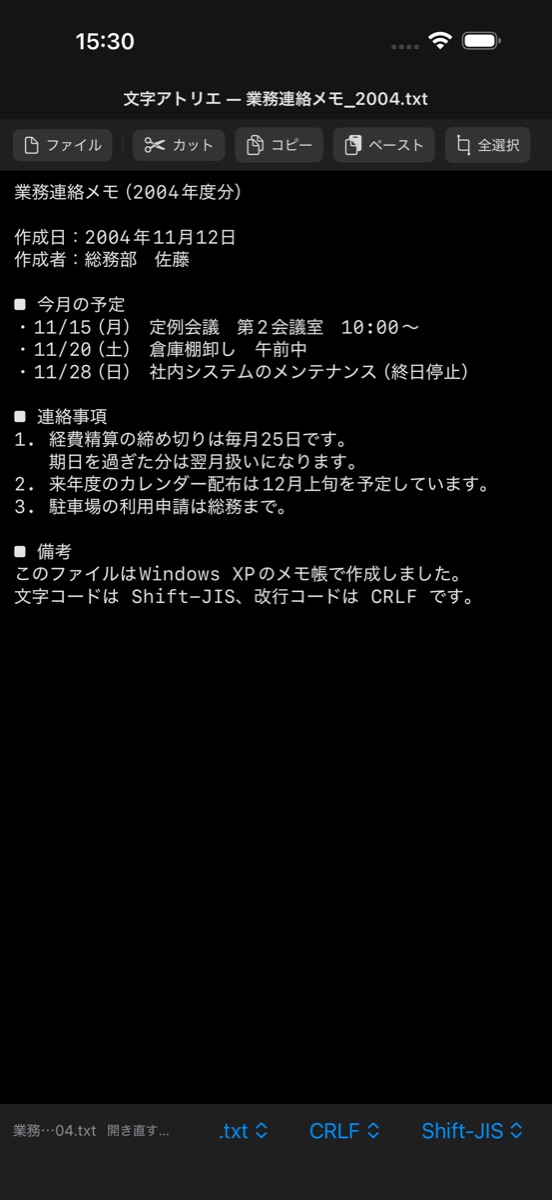 15:30
文字アトリエ — 業務連絡メモ_2004.txt
ファイル カット コピー ペースト 全選択
業務連絡メモ（2004年度分）
作成日：2004年11月12日
作成者：総務部　佐藤
■ 今月の予定
・11/15（月）　定例会議　第２会議室　10:00～
・11/20（土）　倉庫棚卸し　午前中
・11/28（日）　社内システムのメンテナンス（終日停止）
■ 連絡事項
1. 経費精算の締め切りは毎月25日です。
期日を過ぎた分は翌月扱いになります。
2. 来年度のカレンダー配布は12月上旬を予定しています。
3. 駐車場の利用申請は総務まで。
■ 備考
このファイルはWindows XPのメモ帳で作成しました。
文字コードは Shift-JIS、改行コードは CRLF です。
業務…04.txt 開き直す... .txt CRLF Shift-JIS